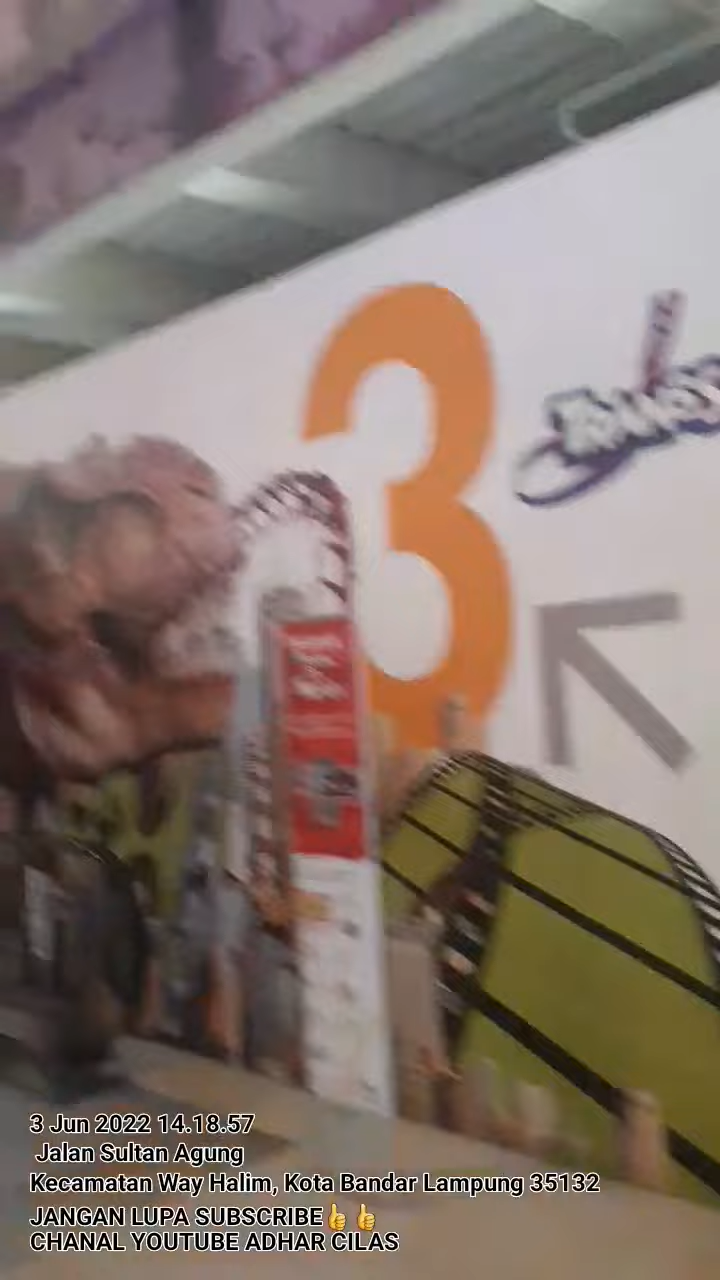 3
3 Jun 2022 14.18.57
Jalan Sultan Agung
Kecamatan Way Halim, Kota Bandar Lampung 35132
JANGAN LUPA SUBSCRIBE👍👍
CHANAL YOUTUBE ADHAR CILAS